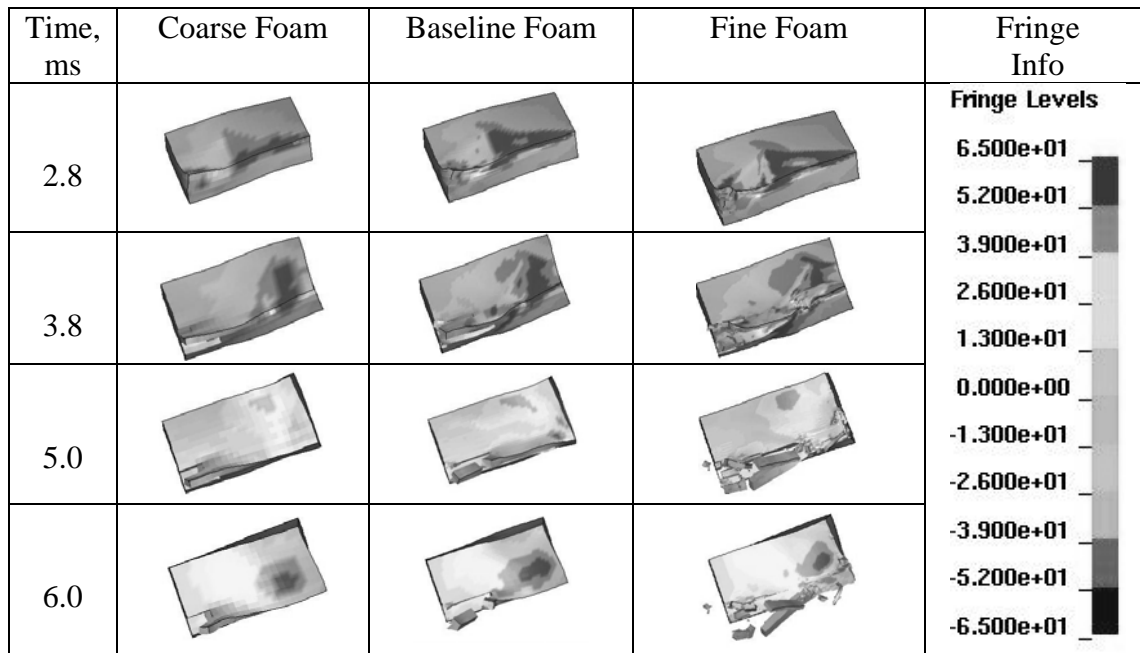 Time, ms
Coarse Foam
Baseline Foam
Fine Foam
Fringe Info
2.8
3.8
5.0
6.0
Fringe Levels
6.500e+01
5.200e+01
3.900e+01
2.600e+01
1.300e+01
0.000e+00
-1.300e+01
-2.600e+01
-3.900e+01
-5.200e+01
-6.500e+01